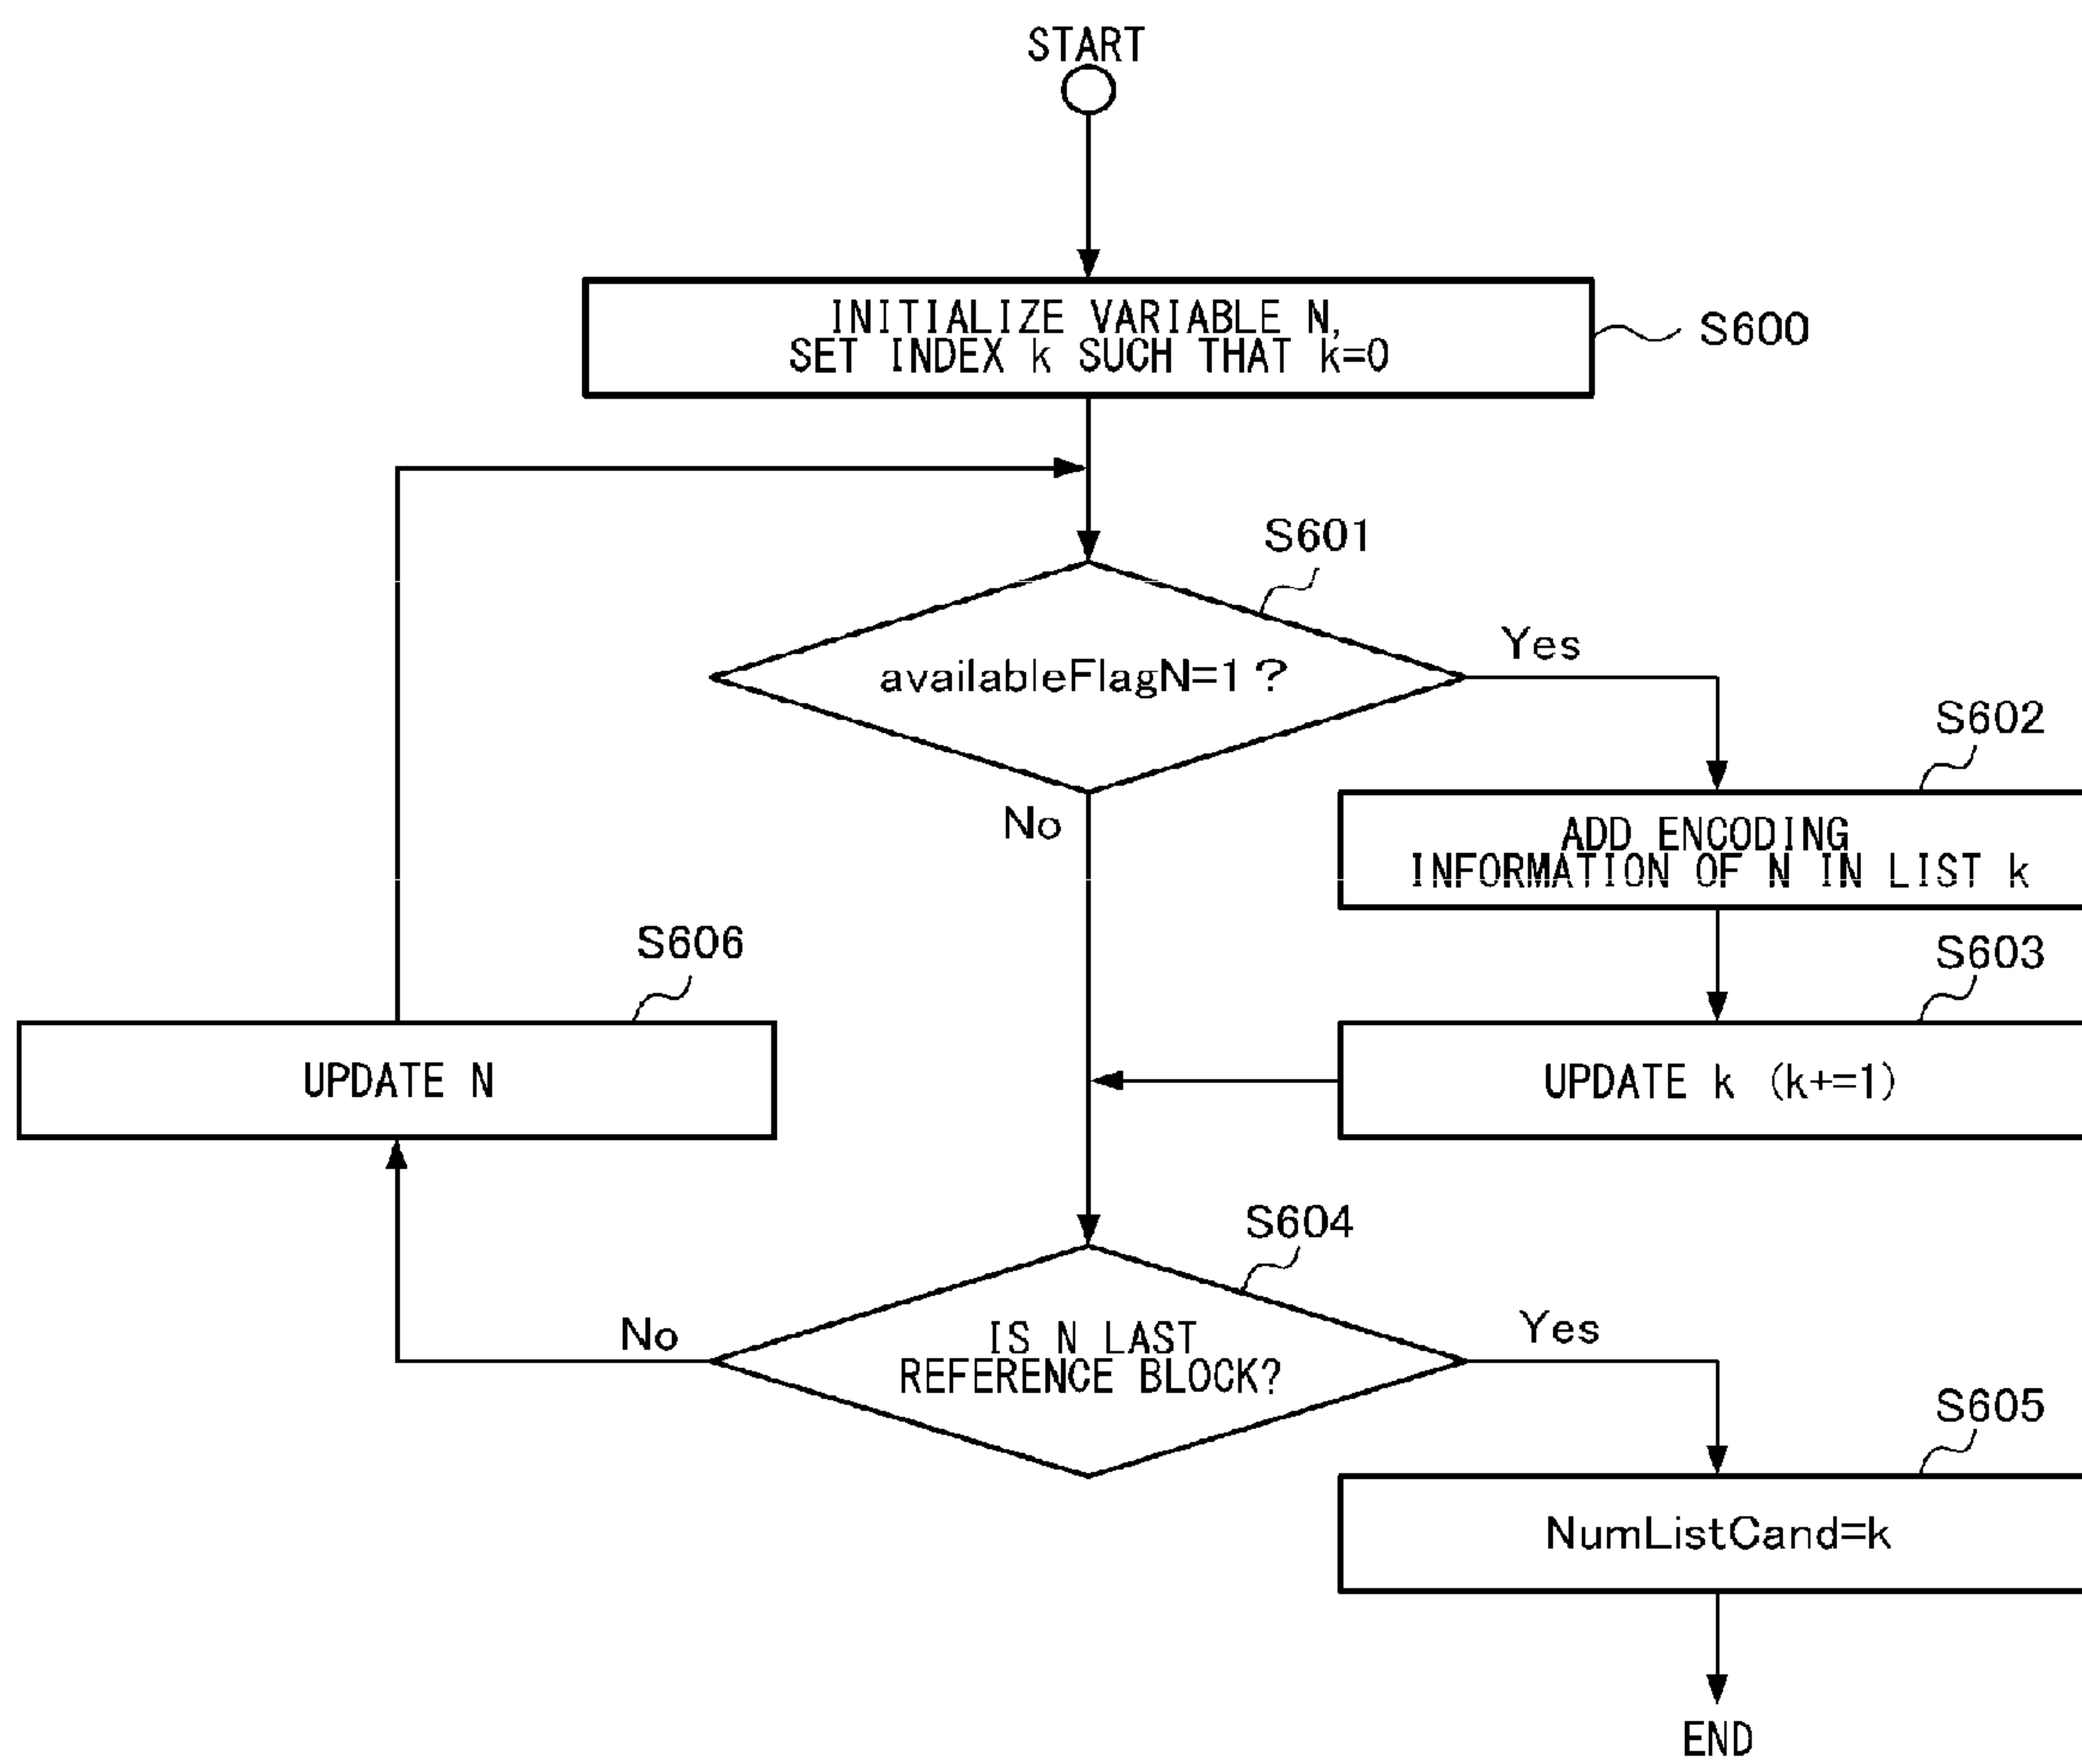 START
INITIALIZE VARIABLE N,
SET INDEX k SUCH THAT k=0
S600
S601
availableFlagN=1?
Yes
No
S602
ADD ENCODING
INFORMATION OF N IN LIST k
S603
UPDATE k (k+=1)
S606
UPDATE N
S604
IS N LAST
REFERENCE BLOCK?
No
Yes
S605
NumListCand=k
END